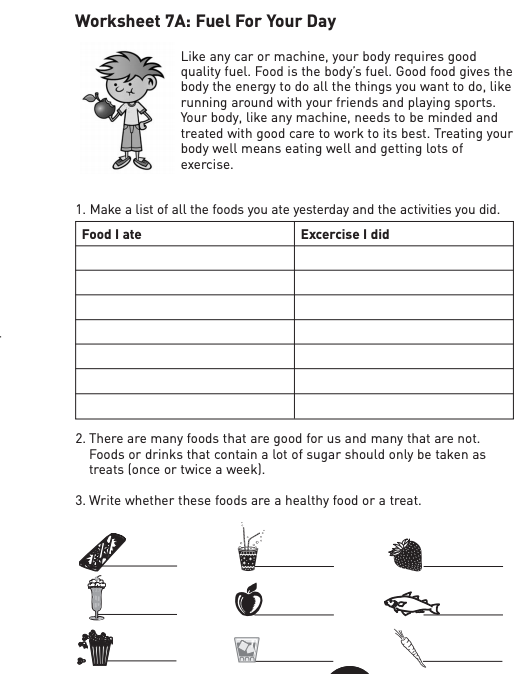 Worksheet 7A: Fuel For Your Day
Like any car or machine, your body requires good
quality fuel. Food is the body's fuel. Good food gives the
body the energy to do all the things you want to do, like
running around with your friends and playing sports.
Your body, like any machine, needs to be minded and
treated with good care to work to its best. Treating your
body well means eating well and getting lots of
exercise.
1. Make a list of all the foods you ate yesterday and the activities you did.
Food I ate
Excercise I did
2. There are many foods that are good for us and many that are not.
Foods or drinks that contain a lot of sugar should only be taken as
treats (once or twice a week).
3. Write whether these foods are a healthy food or a treat.